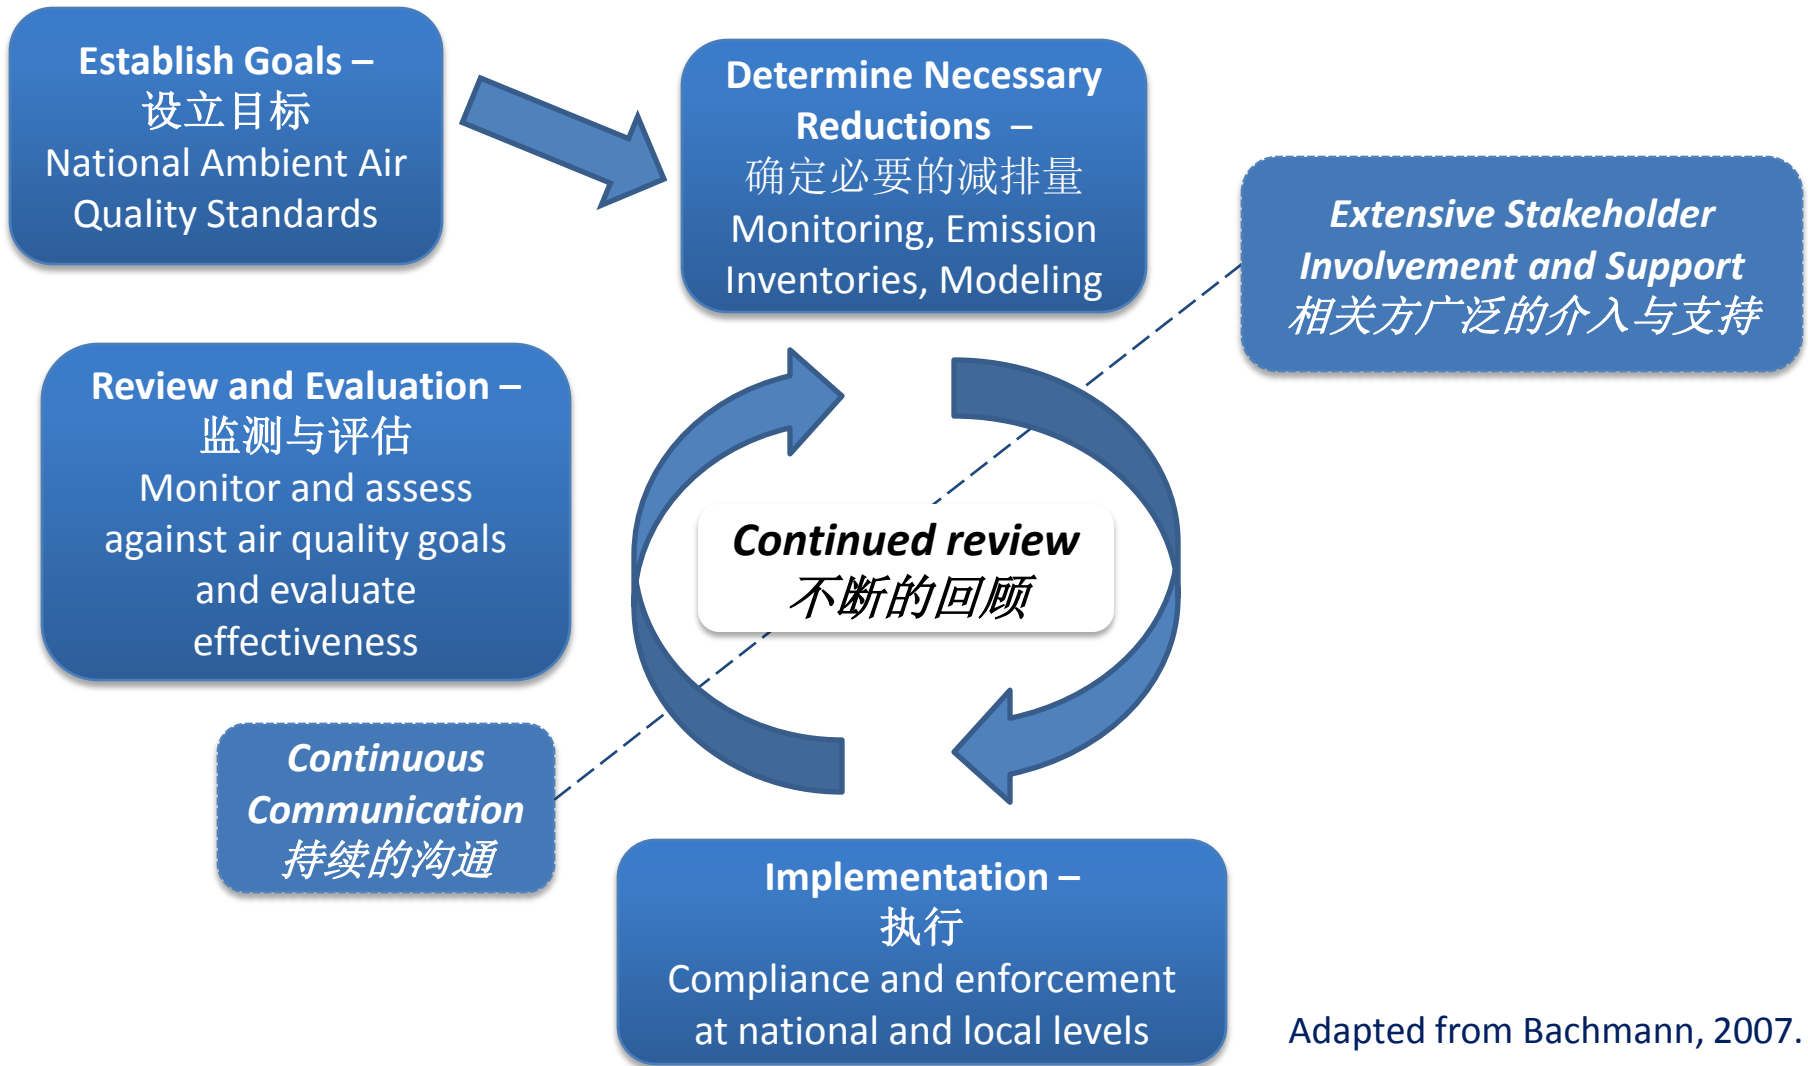 Establish Goals –
设立目标
National Ambient Air
Quality Standards
Determine Necessary
Reductions –
确定必要的减排量
Monitoring, Emission
Inventories, Modeling
Extensive Stakeholder
Involvement and Support
相关方广泛的介入与支持
Review and Evaluation –
监测与评估
Monitor and assess
against air quality goals
and evaluate
effectiveness
Continued review
不断的回顾
Continuous
Communication
持续的沟通
Implementation –
执行
Compliance and enforcement
at national and local levels
Adapted from Bachmann, 2007.